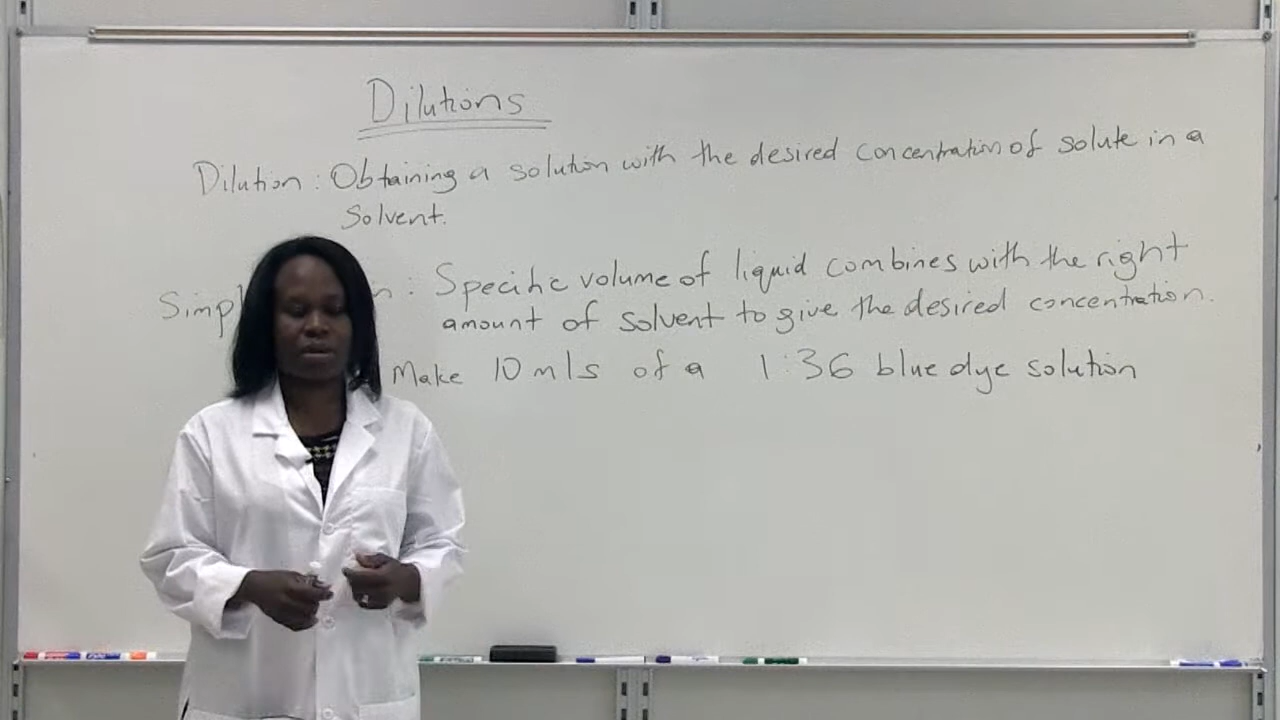 Dilutions
Dilution : Obtaining a solution with the desired concentration of solute in a
solvent.
: Specific volume of liquid combines with the right
amount of solvent to give the desired concentration.
Make 10 mls of a 1:36 blue dye solution